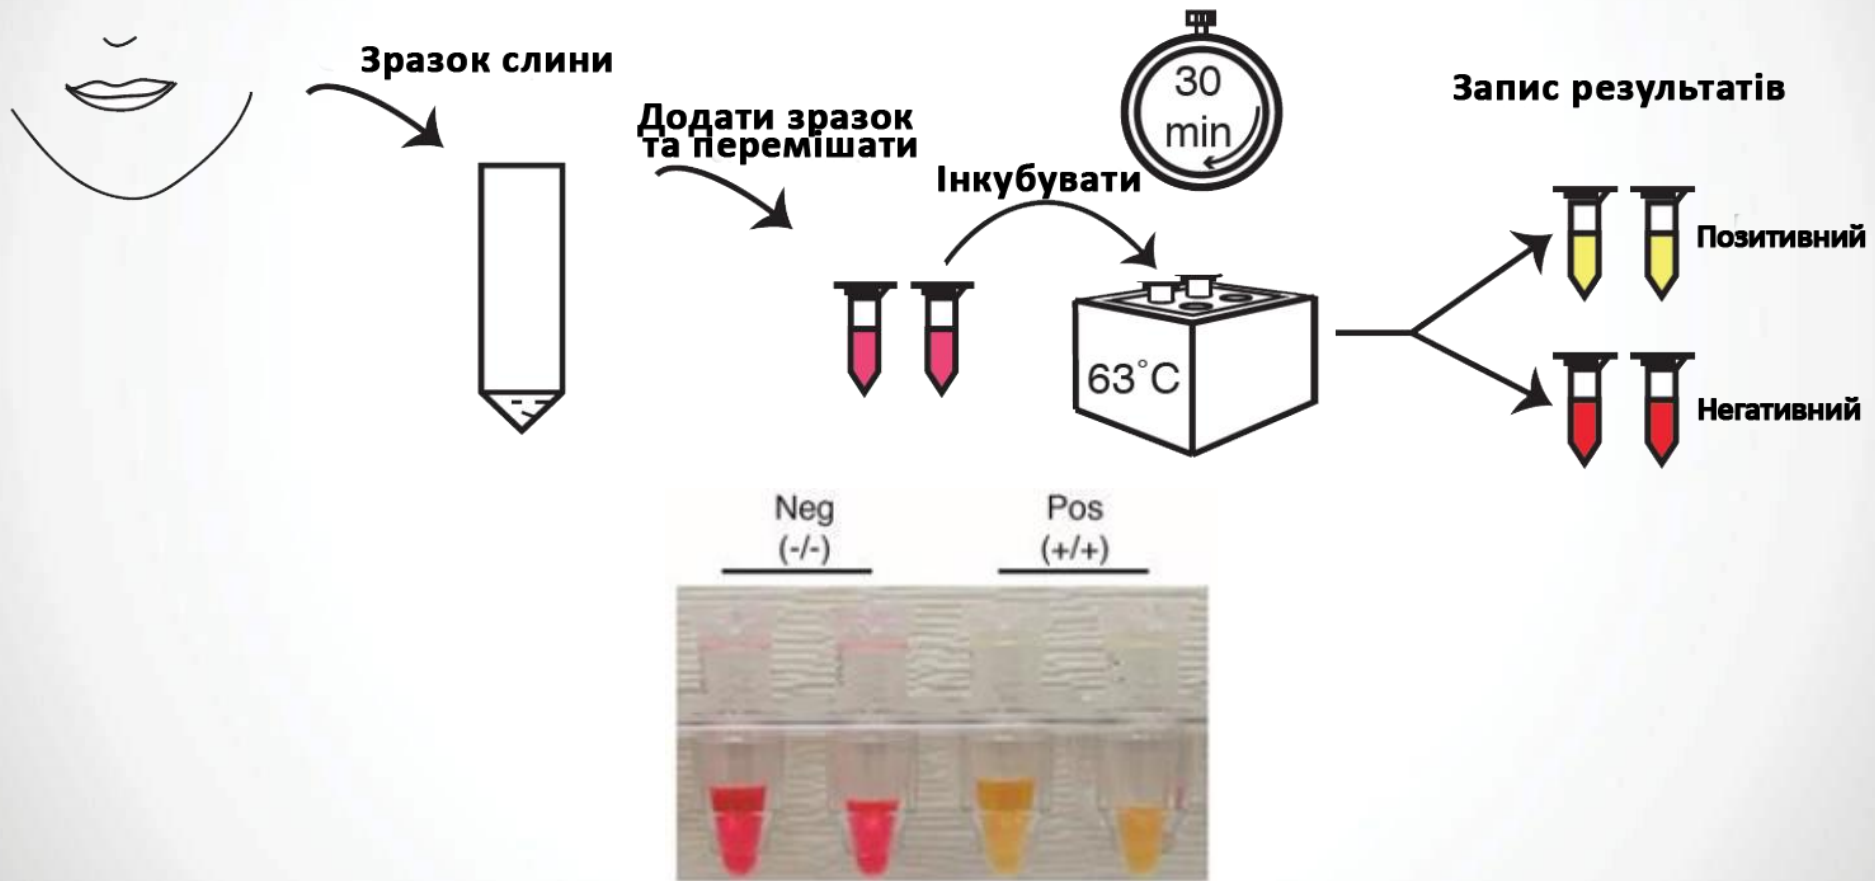 Зразок слини
Додати зразок
та перемішати
Інкубувати
30
min
63°C
Запис результатів
Позитивний
Негативний
Neg
(-/-)
Pos
(+/+)